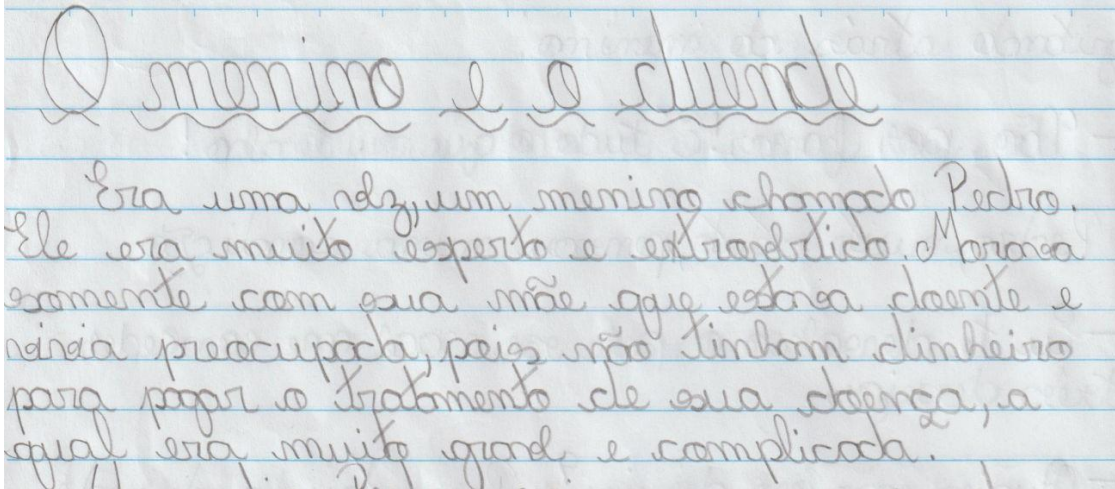 O menino e o duende
Era uma vez, um menino chamado Pedro.
Ele era muito esperto e extrovertido. Morava
somente com sua mãe que estava doente e
vivia preocupada, pois não tinham dinheiro
para pagar o tratamento de sua doença, a
qual era muito grave e complicada.